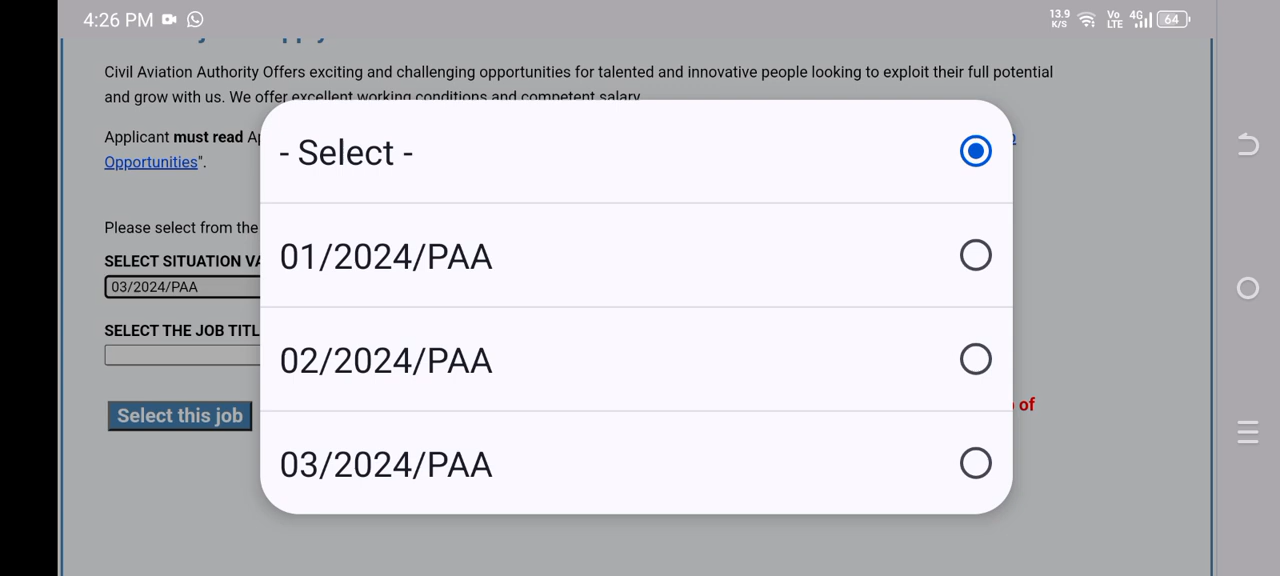 4:26 PM
13.9 K/S
Vo LTE
4G
64
Civil Aviation Authority Offers exciting and challenging opportunities for talented and innovative people looking to exploit their full potential
and grow with us. We offer excellent working conditions and competent salary.
Applicant must read
Opportunities".
Please select from the
SELECT SITUATION
03/2024/PAA
SELECT THE JOB
Select this job
of
- Select -
01/2024/PAA
02/2024/PAA
03/2024/PAA